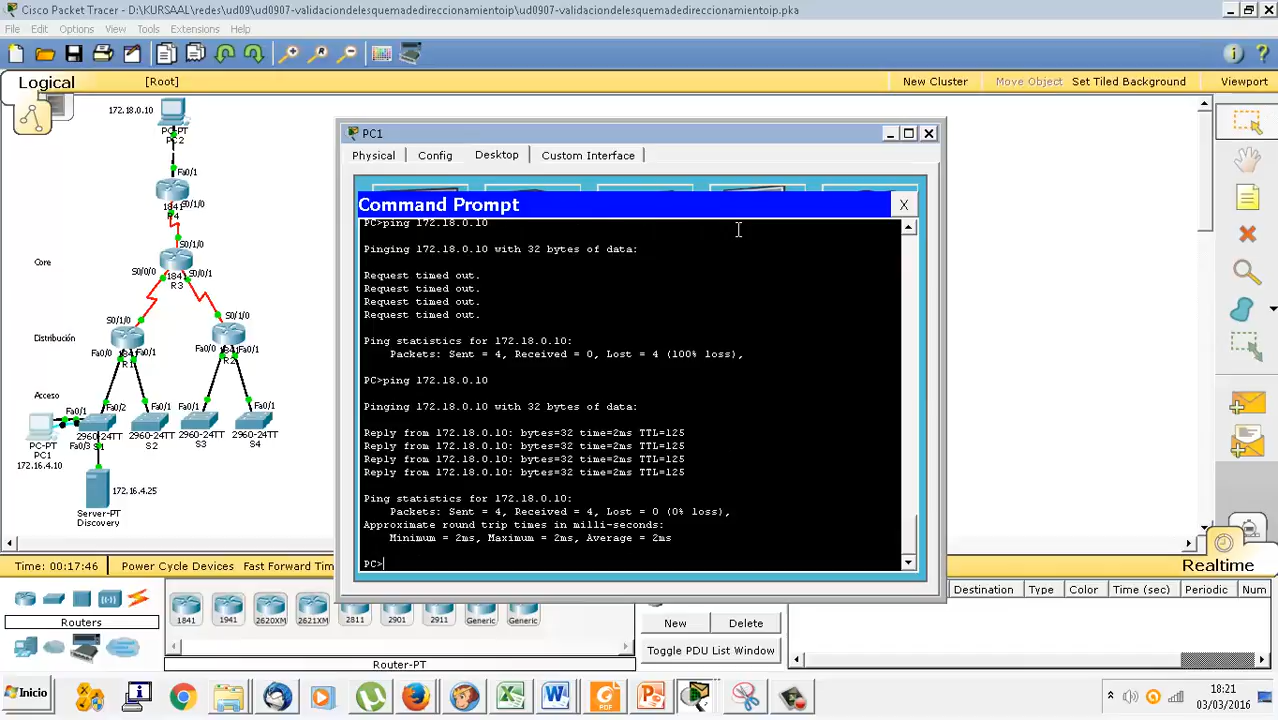 Cisco Packet Tracer - D:\KURSAAL\redes\ud09\ud0907-validaciondelesquemadedireccionamientoip\ud0907-validaciondelesquemadedireccionamientoip.pka
File Edit Options View Tools Extensions Help
Logical [Root] New Cluster Move Object Set Tiled Background Viewport
172.18.0.10
PC-PT
PC2
Fa0/1
Fa0/1
1841
S0/1/0
R4
S0/1/0
Core
S0/0/0
1841
S0/0/1
R3
S0/1/0
S0/1/0
Distribución
Fa0/0
1841
Fa0/1
R1
Fa0/0
1841
Fa0/1
R2
Acceso
Fa0/1
Fa0/2
Fa0/1
Fa0/1
2960-24TT
2960-24TT
2960-24TT
2960-24TT
PC-PT
Fa0/3
S1
S2
S3
S4
PC1
172.16.4.10
172.16.4.25
Server-PT
Discovery
PC1
Physical Config Desktop Custom Interface
Command Prompt X
PC>ping 172.18.0.10
Pinging 172.18.0.10 with 32 bytes of data:
Request timed out.
Request timed out.
Request timed out.
Request timed out.
Ping statistics for 172.18.0.10:
Packets: Sent = 4, Received = 0, Lost = 4 (100% loss),
PC>ping 172.18.0.10
Pinging 172.18.0.10 with 32 bytes of data:
Reply from 172.18.0.10: bytes=32 time=2ms TTL=125
Reply from 172.18.0.10: bytes=32 time=2ms TTL=125
Reply from 172.18.0.10: bytes=32 time=2ms TTL=125
Reply from 172.18.0.10: bytes=32 time=2ms TTL=125
Ping statistics for 172.18.0.10:
Packets: Sent = 4, Received = 4, Lost = 0 (0% loss),
Approximate round trip times in milli-seconds:
Minimum = 2ms, Maximum = 2ms, Average = 2ms
PC>
Time: 00:17:46 Power Cycle Devices Fast Forward Tim
Realtime
Routers
1841 1941 2620XM 2621XM 2811 2901 2911 Generic Generic
Router-PT
New Delete
Toggle PDU List Window
Destination Type Color Time (sec) Periodic Num
Inicio
18:21
03/03/2016